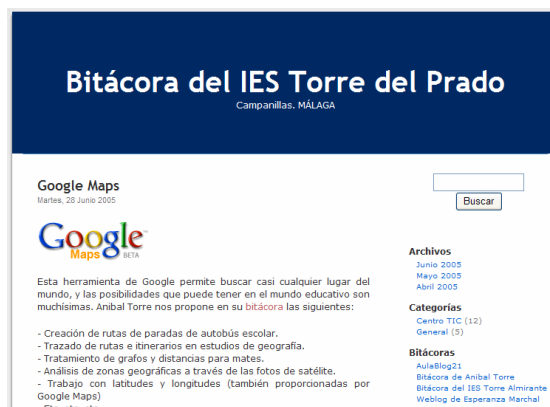 Bitácora del IES Torre del Prado
Campanillas. MÁLAGA
Google Maps
Martes, 28 Junio 2005
Google™
Maps BETA
Esta herramienta de Google permite buscar casi cualquier lugar del
mundo, y las posibilidades que puede tener en el mundo educativo son
muchísimas. Anibal Torre nos propone en su bitácora las siguientes:
- Creación de rutas de paradas de autobús escolar.
- Trazado de rutas e itinerarios en estudios de geografía.
- Tratamiento de grafos y distancias para mates.
- Análisis de zonas geográficas a través de las fotos de satélite.
- Trabajo con latitudes y longitudes (también proporcionadas por
Google Maps)
Buscar
Archivos
Junio 2005
Mayo 2005
Abril 2005
Categorías
Centro TIC (12)
General (5)
Bitácoras
AulaBlog21
Bitácora de Anibal Torre
Bitácora del IES Torre Almirante
Weblog de Esperanza Marchal